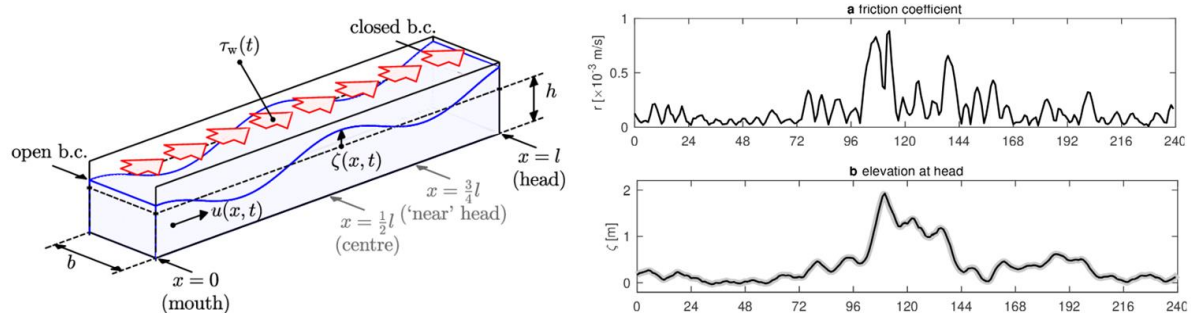 closed b.c.
τw(t)
h
open b.c.
ζ(x, t)
x = l
(head)
u(x, t)
x = 3/4 l
('near' head)
x = 1/2 l
(centre)
b
x = 0
(mouth)
a friction coefficient
r [×10-3 m/s]
1
0.5
0
0 24 48 72 96 120 144 168 192 216 240
b elevation at head
ζ [m]
2
1
0
0 24 48 72 96 120 144 168 192 216 240